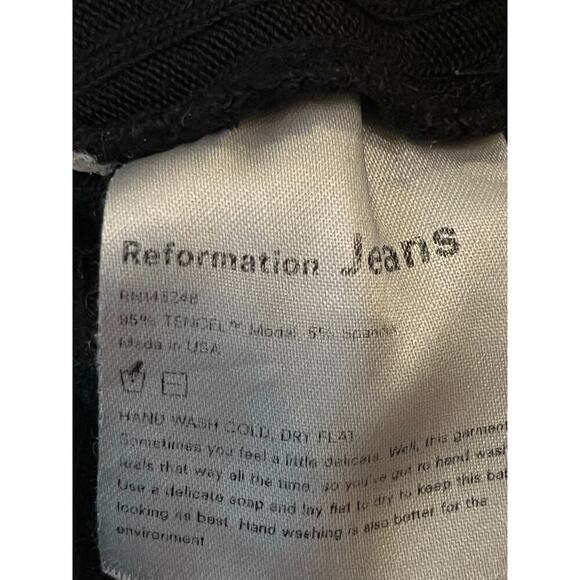 Reformation Jeans
RN145248
95% TENCEL™ Modal, 5% Spandex
Made in USA
HAND WASH COLD, DRY FLAT
Sometimes you feel a little delicate. Well, this garment
feels that way all the time, so you've got to hand wash
Use a delicate soap and lay flat to dry to keep this bab
looking its best. Hand washing is also better for the
environment